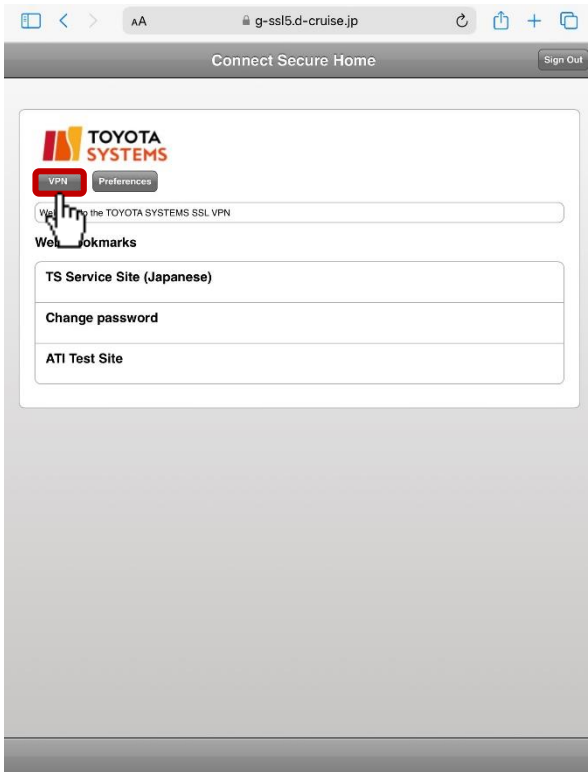 AA g-ssl5.d-cruise.jp
Connect Secure Home
Sign Out
TOYOTA
SYSTEMS
VPN Preferences
to the TOYOTA SYSTEMS SSL VPN
TS Service Site (Japanese)
Change password
ATI Test Site